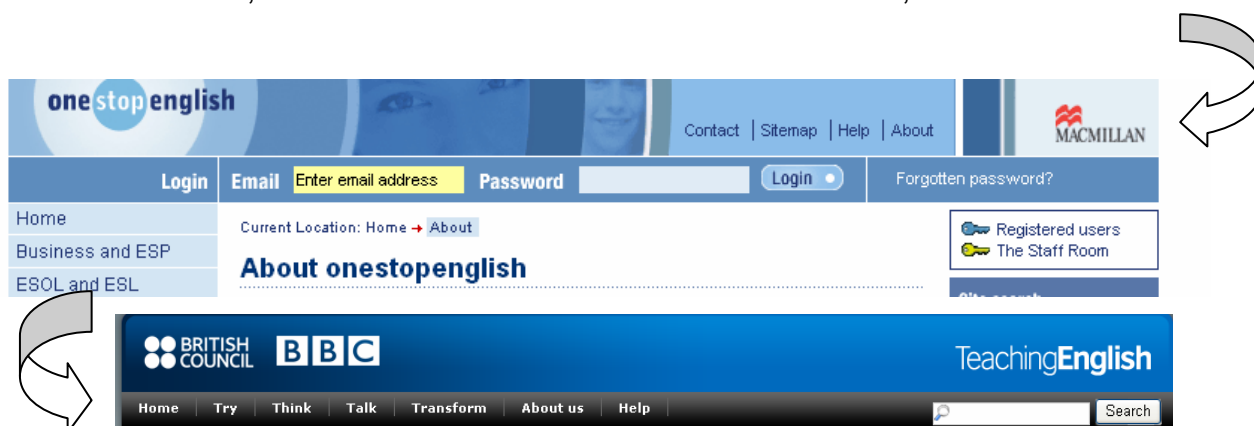 onestopenglish
Contact | Sitemap | Help | About
MACMILLAN
Login Email Enter email address Password Login Forgotten password?
Home
Business and ESP
ESOL and ESL
Current Location: Home → About
About onestopenglish
Registered users
The Staff Room
Site search
BRITISH
COUNCIL
BBC
TeachingEnglish
Home Try Think Talk Transform About us Help Search